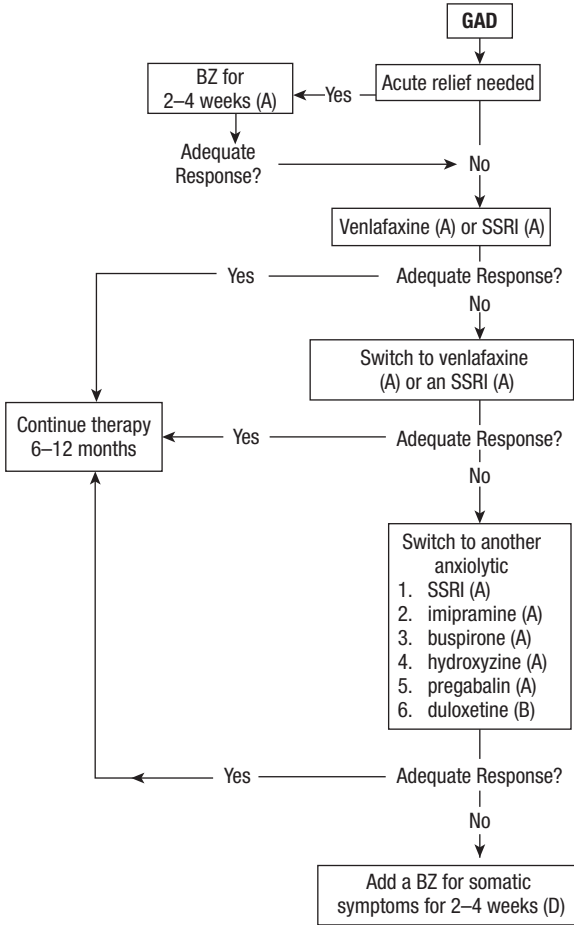 GAD
BZ for
2–4 weeks (A)
Yes
Acute relief needed
Adequate
Response?
No
Venlafaxine (A) or SSRI (A)
Yes
Adequate Response?
No
Switch to venlafaxine
(A) or an SSRI (A)
Continue therapy
6–12 months
Yes
Adequate Response?
No
Switch to another
anxiolytic
1. SSRI (A)
2. imipramine (A)
3. buspirone (A)
4. hydroxyzine (A)
5. pregabalin (A)
6. duloxetine (B)
Yes
Adequate Response?
No
Add a BZ for somatic
symptoms for 2–4 weeks (D)